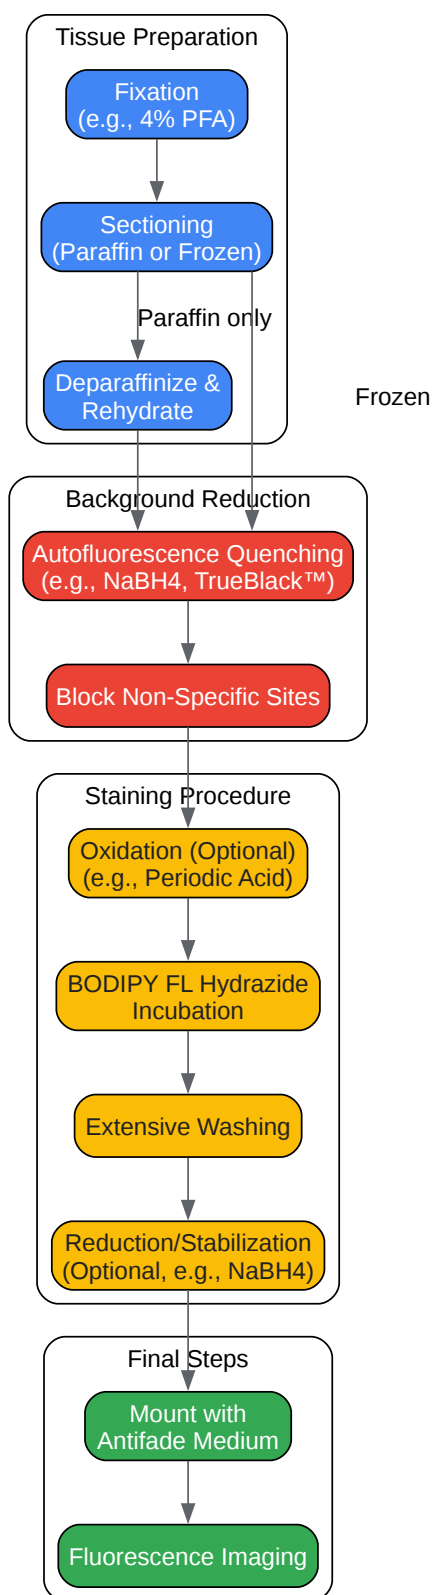 Tissue Preparation
Fixation
(e.g., 4% PFA)
Sectioning
(Paraffin or Frozen)
Paraffin only
Deparaffinize &
Rehydrate
Frozen
Background Reduction
Autofluorescence Quenching
(e.g., NaBH4, TrueBlack™)
Block Non-Specific Sites
Staining Procedure
Oxidation (Optional)
(e.g., Periodic Acid)
BODIPY FL Hydrazide
Incubation
Extensive Washing
Reduction/Stabilization
(Optional, e.g., NaBH4)
Final Steps
Mount with
Antifade Medium
Fluorescence Imaging